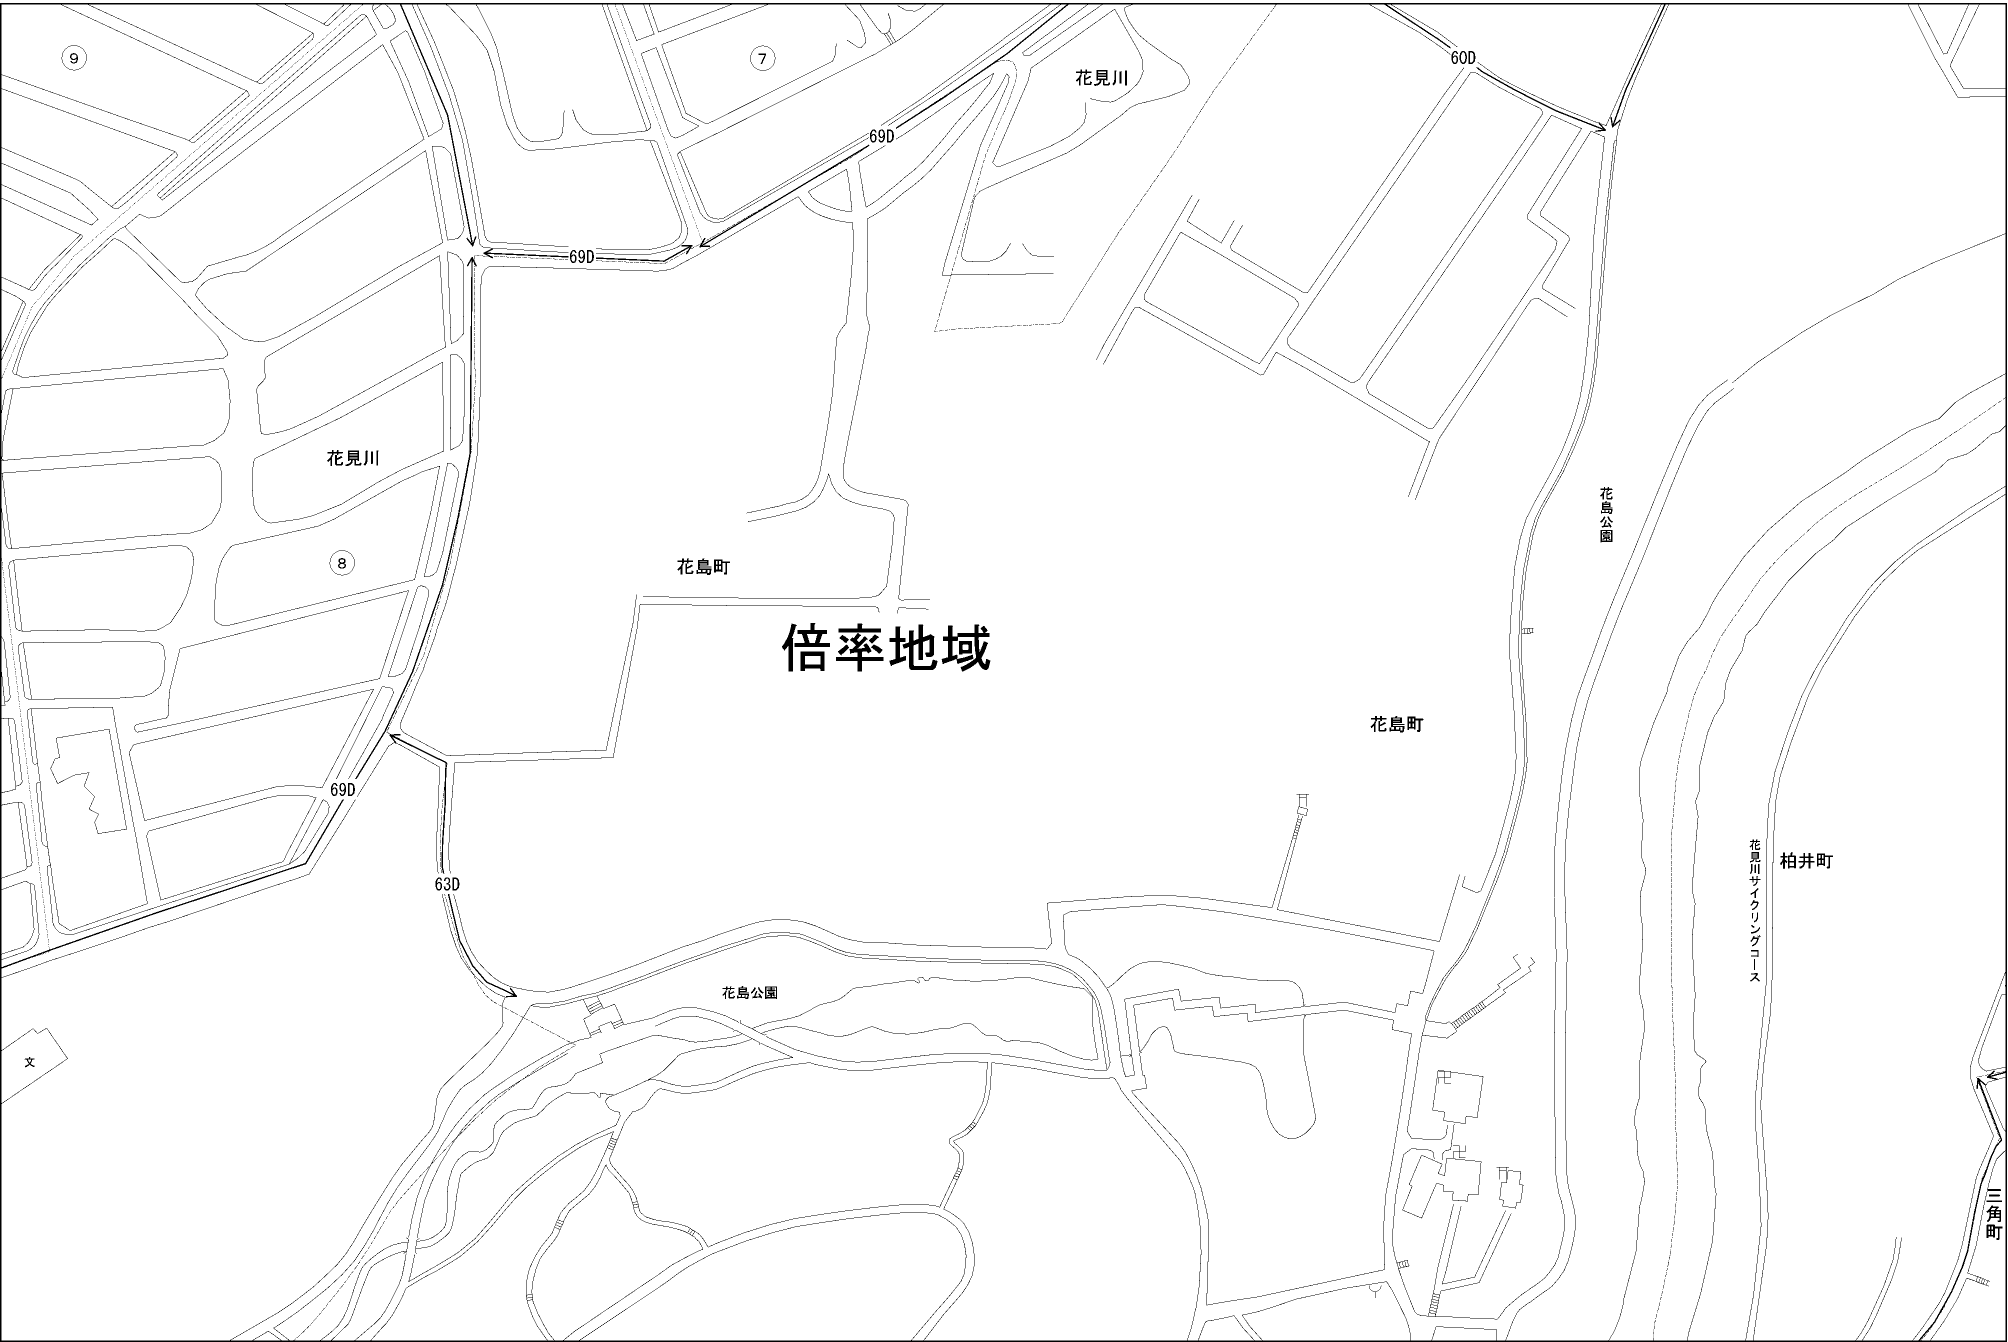 9
7
花見川
60D
69D
69D
花見川
花島公園
8
花島町
倍率地域
花島町
69D
花見川サイクリングコース
柏井町
63D
花島公園
文
三角町